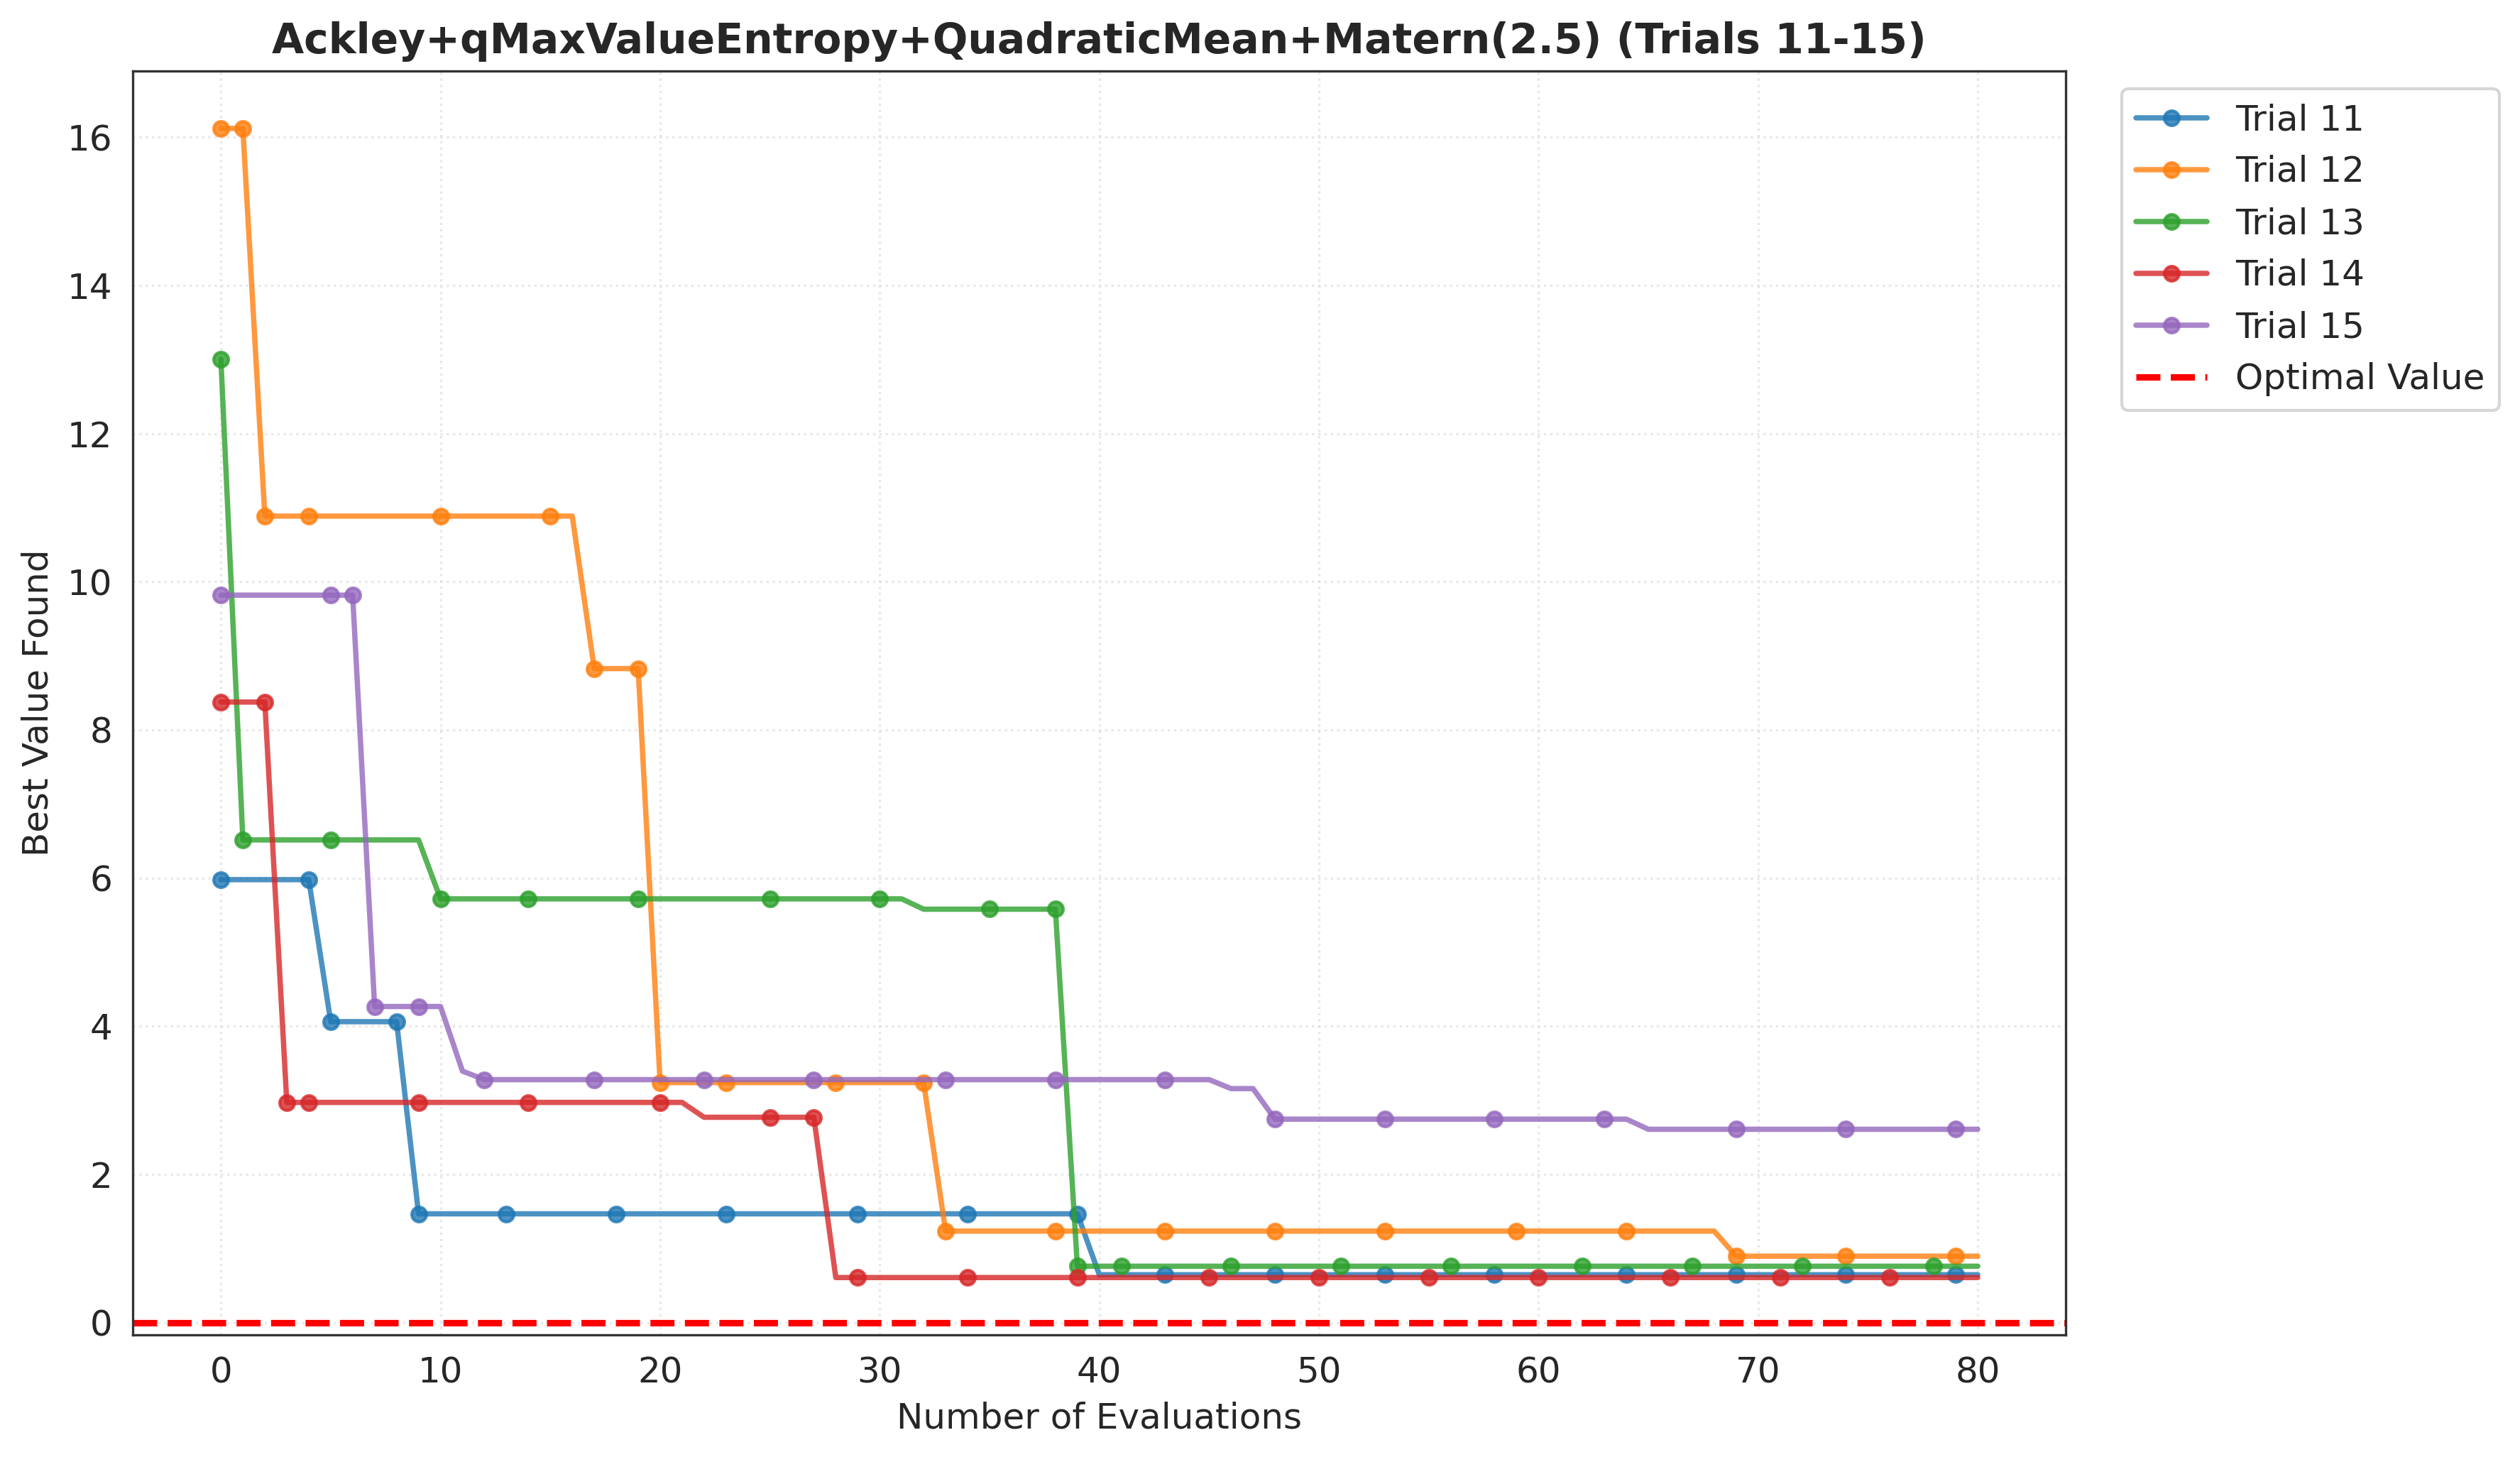 Ackley+qMaxValueEntropy+QuadraticMean+Matern(2.5) (Trials 11-15)
Trial 11
Trial 12
Trial 13
Trial 14
Trial 15
Optimal Value
Best Value Found
16
14
12
10
8
6
4
2
0
0 10 20 30 40 50 60 70 80
Number of Evaluations